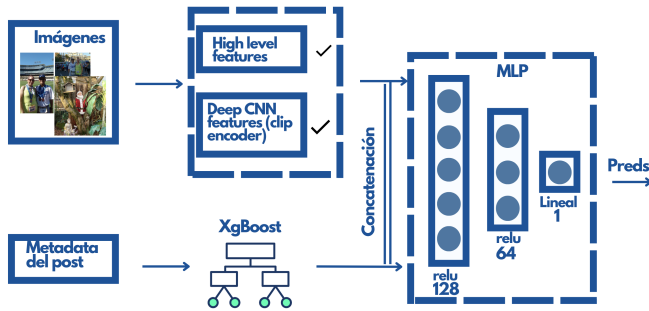 Imágenes
High level
features
Deep CNN
features (clip
encoder)
Metadata
del post
XgBoost
Concatenación
MLP
relu
128
relu
64
Lineal
1
Preds